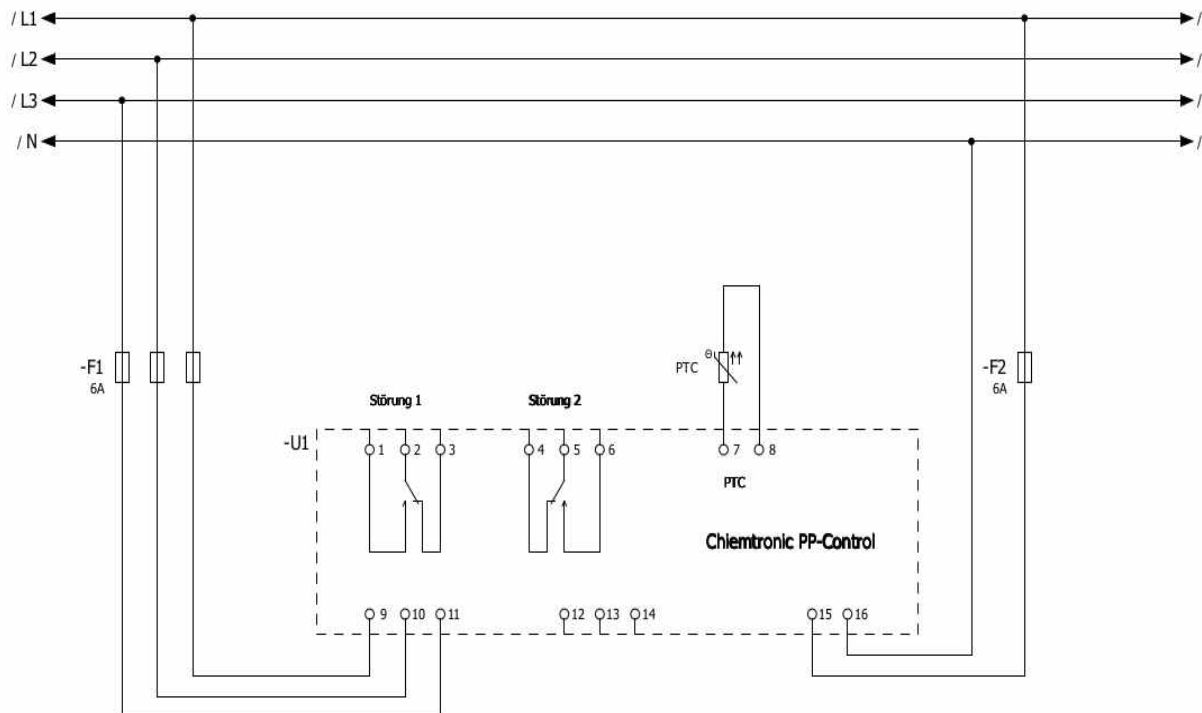 / L1 /
/ L2 /
/ L3 /
/ N /
-F1
6A
PTC
Θ
-F2
6A
Störung 1
Störung 2
-U1
1 2 3 4 5 6 7 8
PTC
Chiemtronic PP-Control
9 10 11 12 13 14 15 16